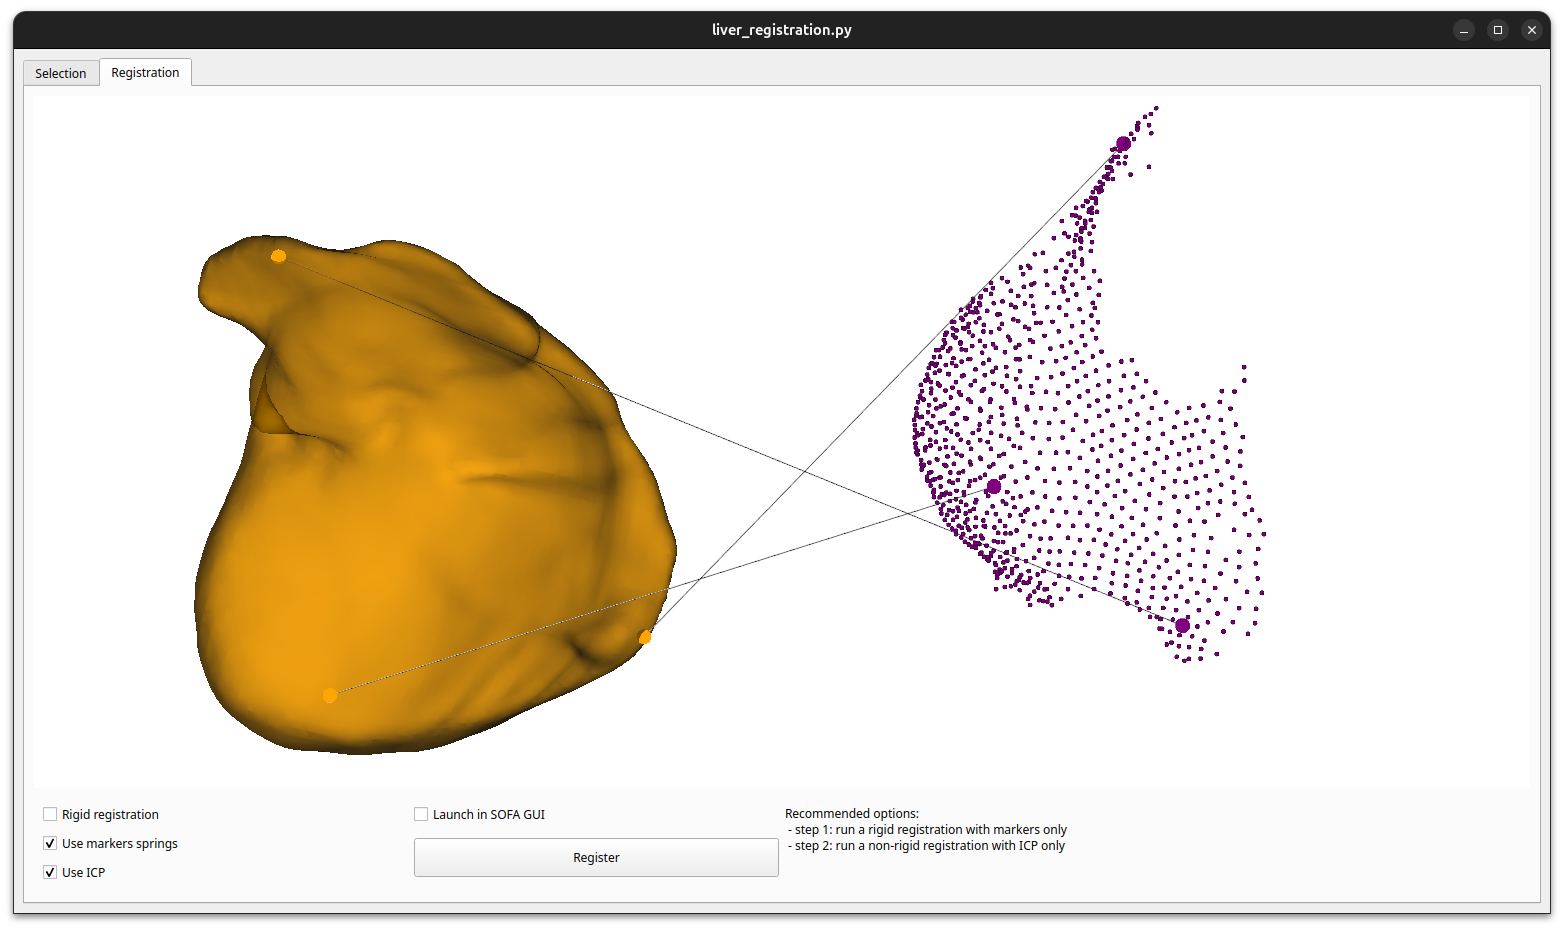 liver_registration.py
Selection
Registration
Rigid registration
Use markers springs
Use ICP
Launch in SOFA GUI
Register
Recommended options:
- step 1: run a rigid registration with markers only
- step 2: run a non-rigid registration with ICP only